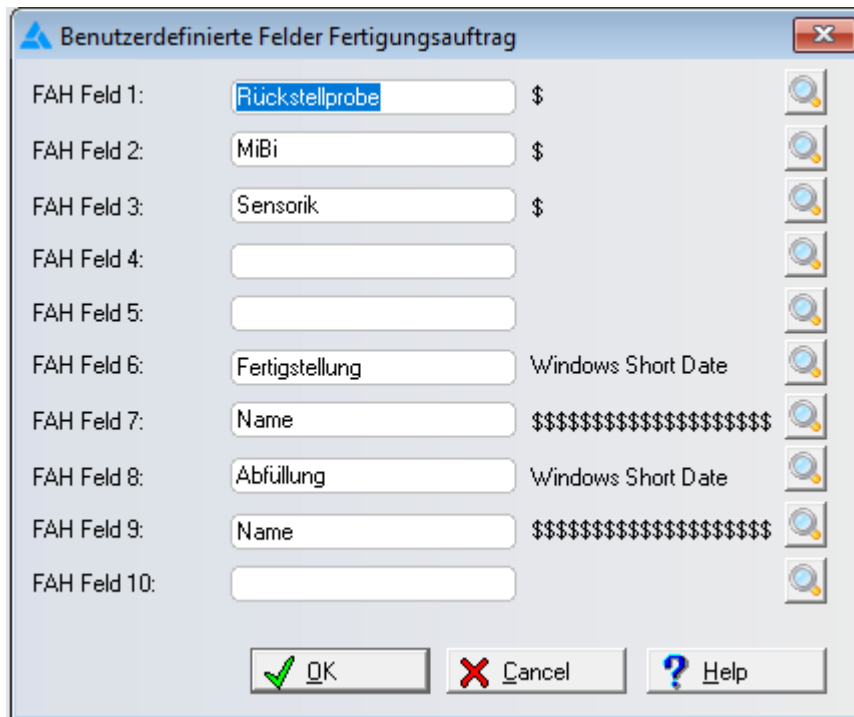 Benutzerdefinierte Felder Fertigungsauftrag
FAH Feld 1: Rückstellprobe $
FAH Feld 2: MiBi $
FAH Feld 3: Sensorik $
FAH Feld 4:
FAH Feld 5:
FAH Feld 6: Fertigstellung Windows Short Date
FAH Feld 7: Name $$$$$$$$$$$$$$$$$$$$
FAH Feld 8: Abfüllung Windows Short Date
FAH Feld 9: Name $$$$$$$$$$$$$$$$$$$$
FAH Feld 10:
OK Cancel ? Help